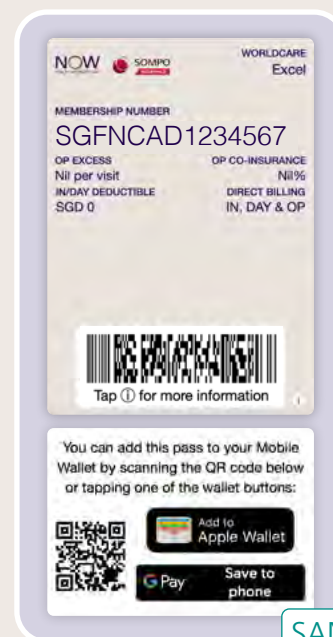 NOW SOMPO
WORLDCARE
Excel
MEMBERSHIP NUMBER
SGFNCAD1234567
OP EXCESS OP CO-INSURANCE
Nil per visit Nil%
IN/DAY DEDUCTIBLE DIRECT BILLING
SGD 0 IN, DAY & OP
Tap ⓘ for more information
You can add this pass to your Mobile
Wallet by scanning the QR code below
or tapping one of the wallet buttons:
Add to
Apple Wallet
G Pay
Save to
phone